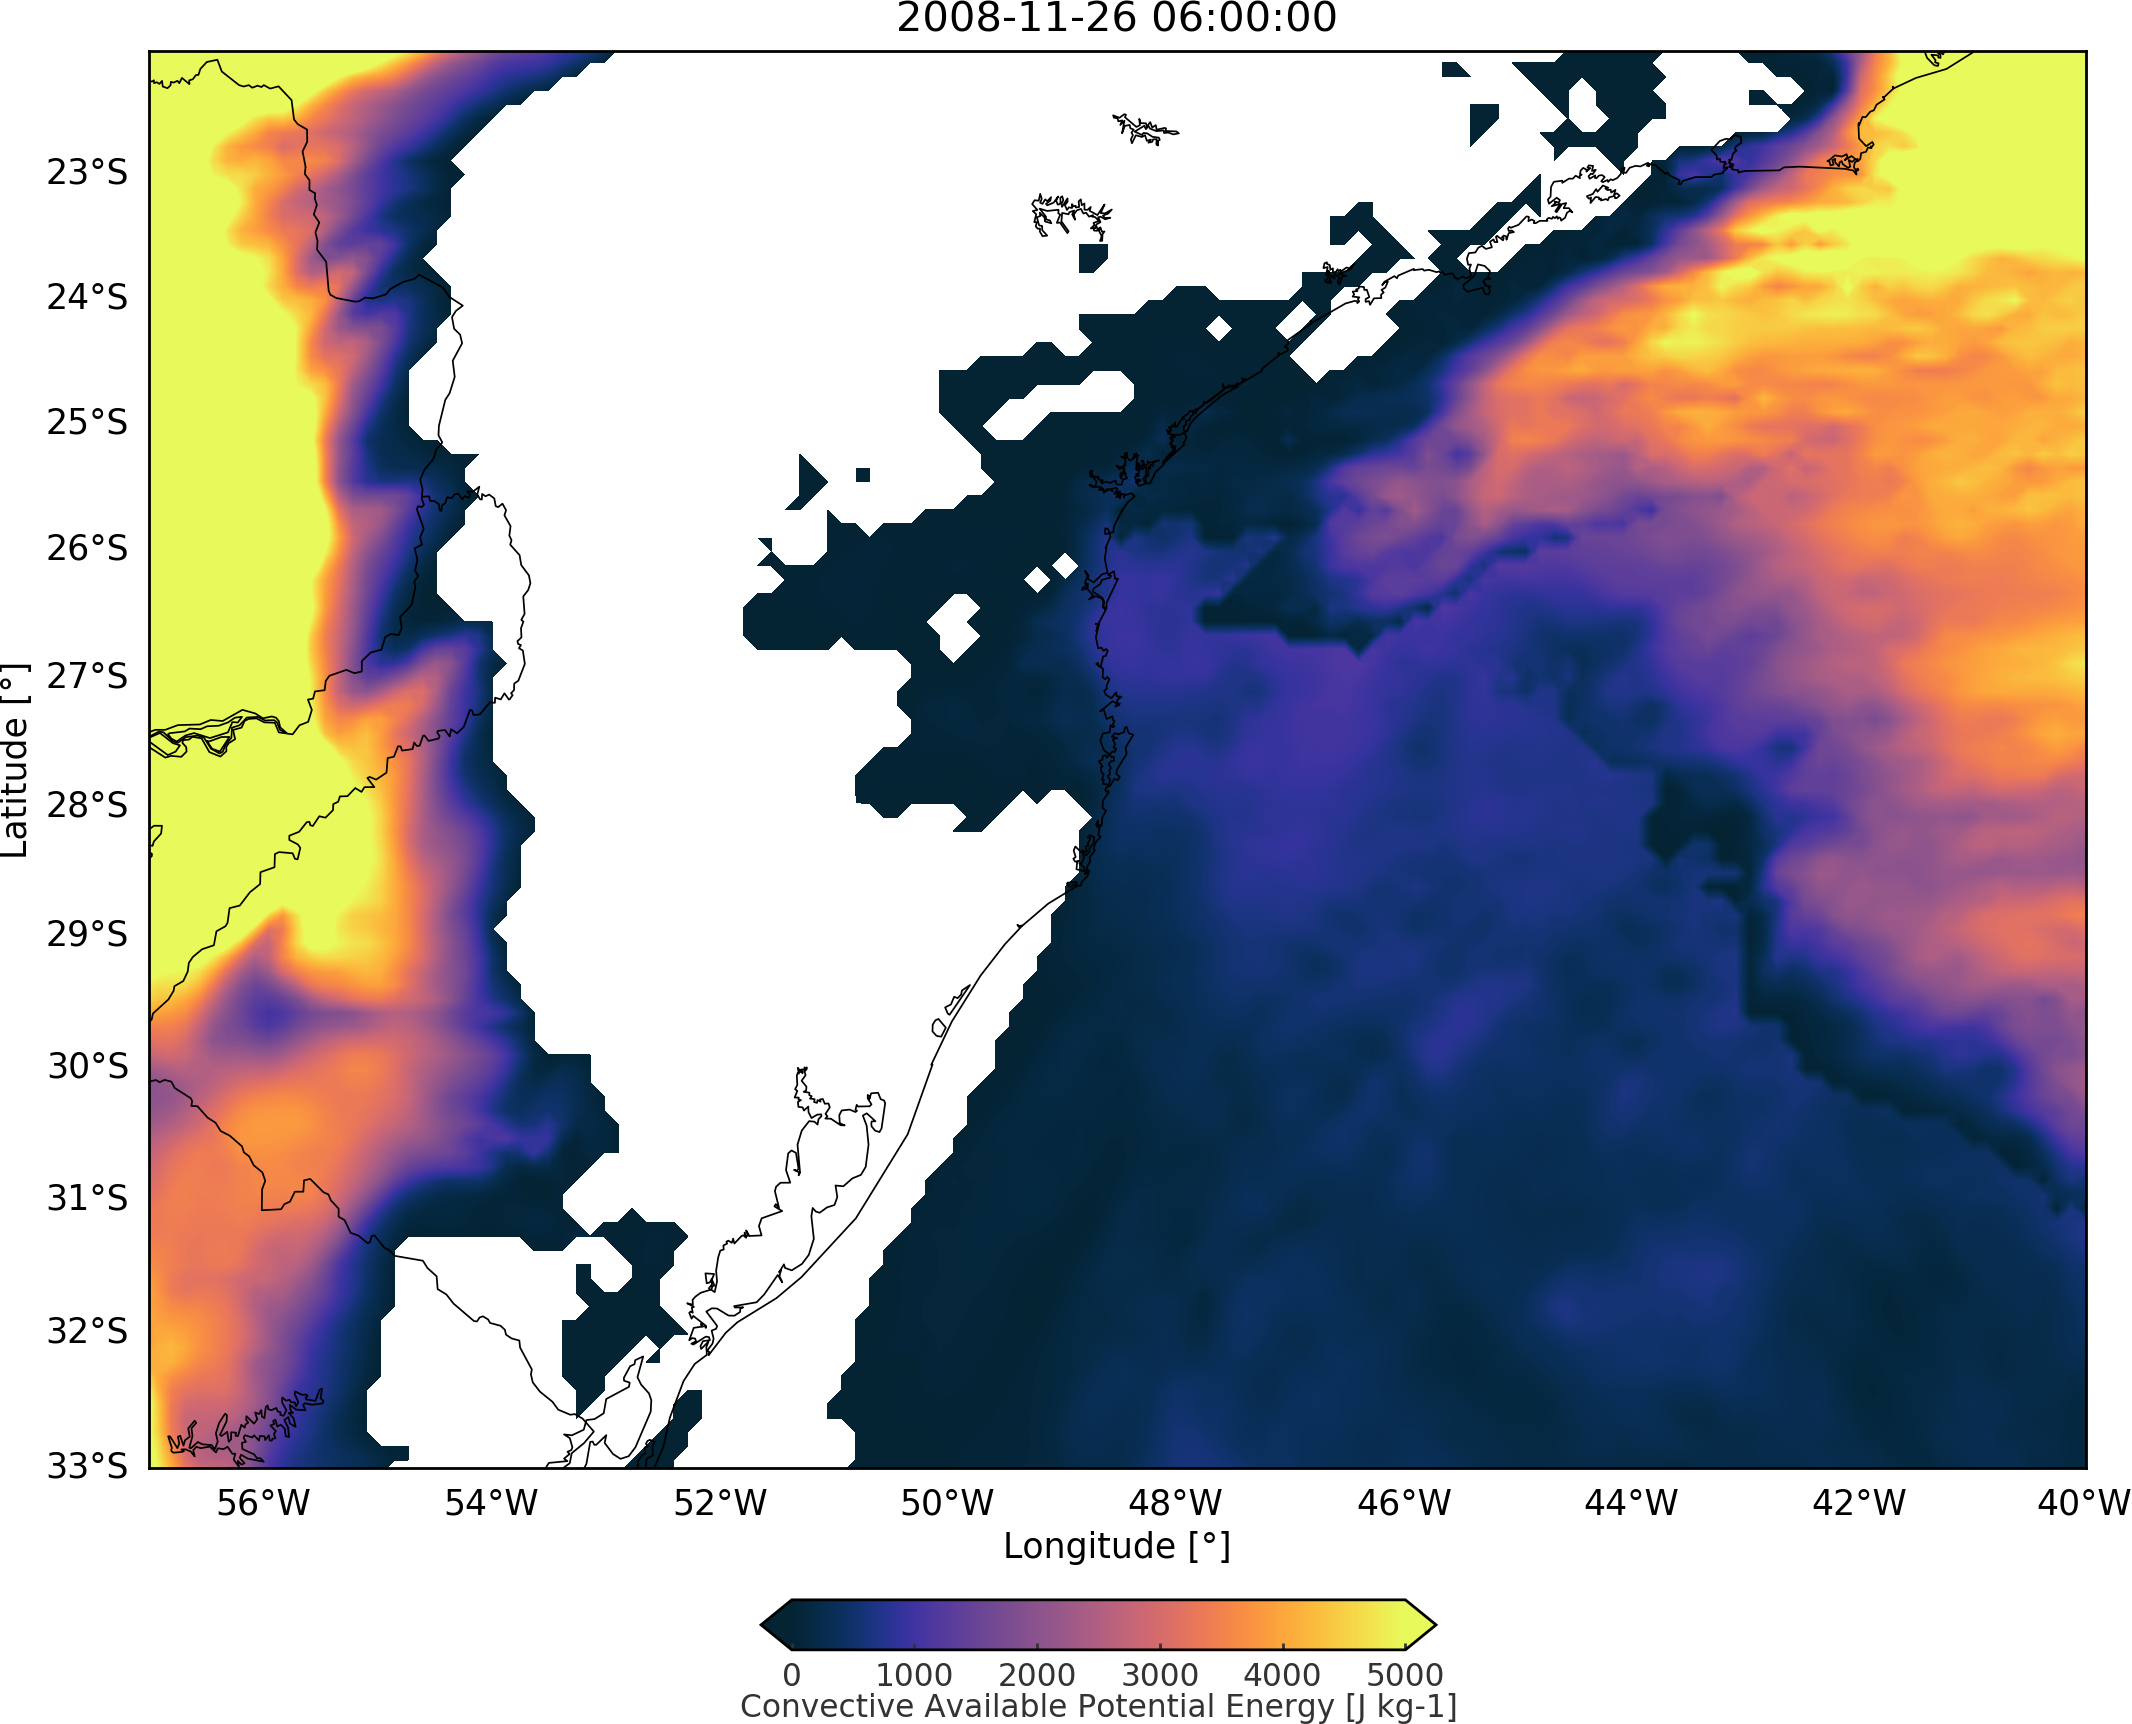 2008-11-26 06:00:00
23°S
24°S
25°S
26°S
27°S
28°S
29°S
30°S
31°S
32°S
33°S
Latitude [°]
56°W 54°W 52°W 50°W 48°W 46°W 44°W 42°W 40°W
Longitude [°]
0 1000 2000 3000 4000 5000
Convective Available Potential Energy [J kg-1]